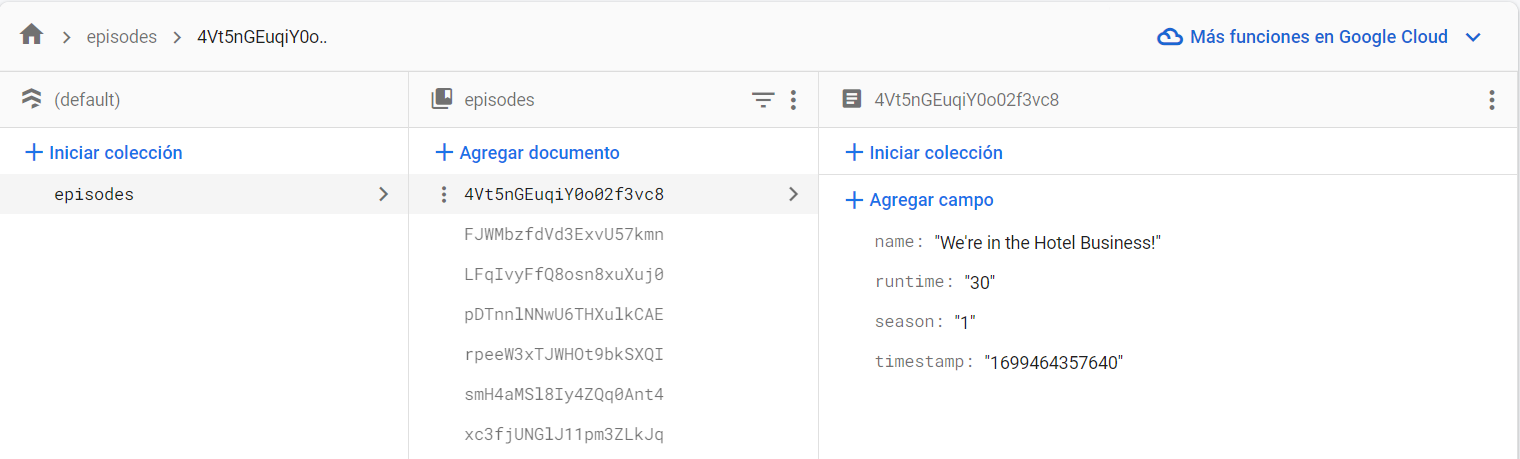 episodes > 4Vt5nGEuqiY0o..
Más funciones en Google Cloud
(default)
episodes
4Vt5nGEuqiY0o02f3vc8
+ Iniciar colección
+ Agregar documento
+ Iniciar colección
episodes
4Vt5nGEuqiY0o02f3vc8
FJWMbzfdVd3ExvU57kmn
LFqIvyFfQ8osn8xuXuj0
pDTnnlNNwU6THXulkCAE
rpeeW3xTJWHOt9bkSXQI
smH4aMSl8Iy4ZQq0Ant4
xc3fjUNGlJ11pm3ZLkJq
+ Agregar campo
name: "We're in the Hotel Business!"
runtime: "30"
season: "1"
timestamp: "1699464357640"